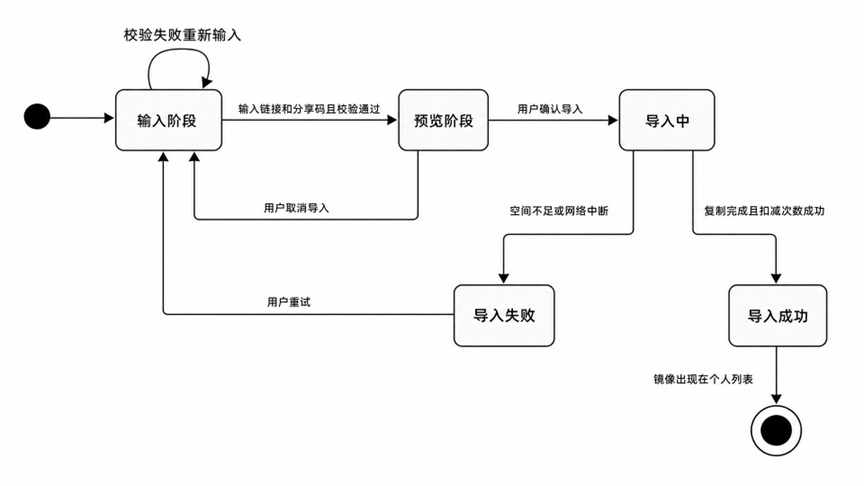 校验失败重新输入
输入阶段
输入链接和分享码且校验通过
预览阶段
用户确认导入
导入中
用户取消导入
空间不足或网络中断
复制完成且扣减次数成功
用户重试
导入失败
导入成功
镜像出现在个人列表